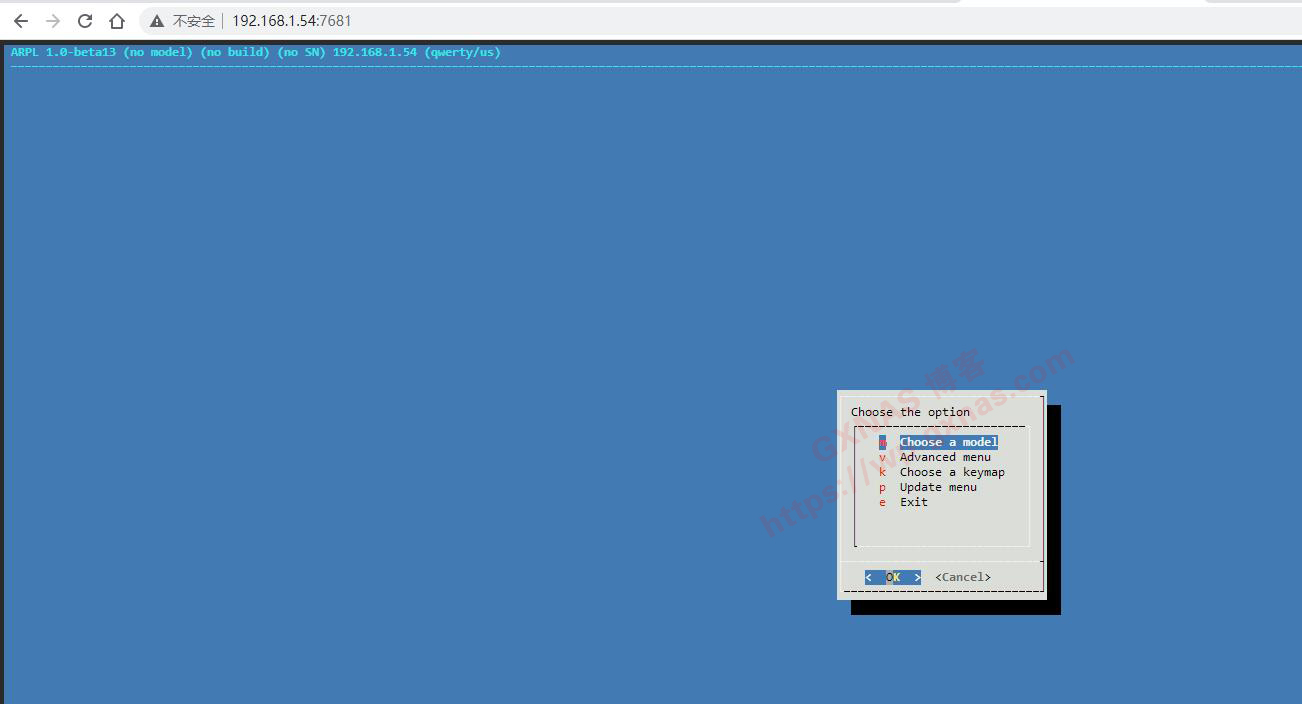 不安全 192.168.1.54:7681
ARPL 1.0-beta13 (no model) (no build) (no SN) 192.168.1.54 (qwerty/us)
Choose the option
m Choose a model
v Advanced menu
k Choose a keymap
p Update menu
e Exit
< OK > <Cancel>
GXNAS 博客
https://wp.gxnas.com